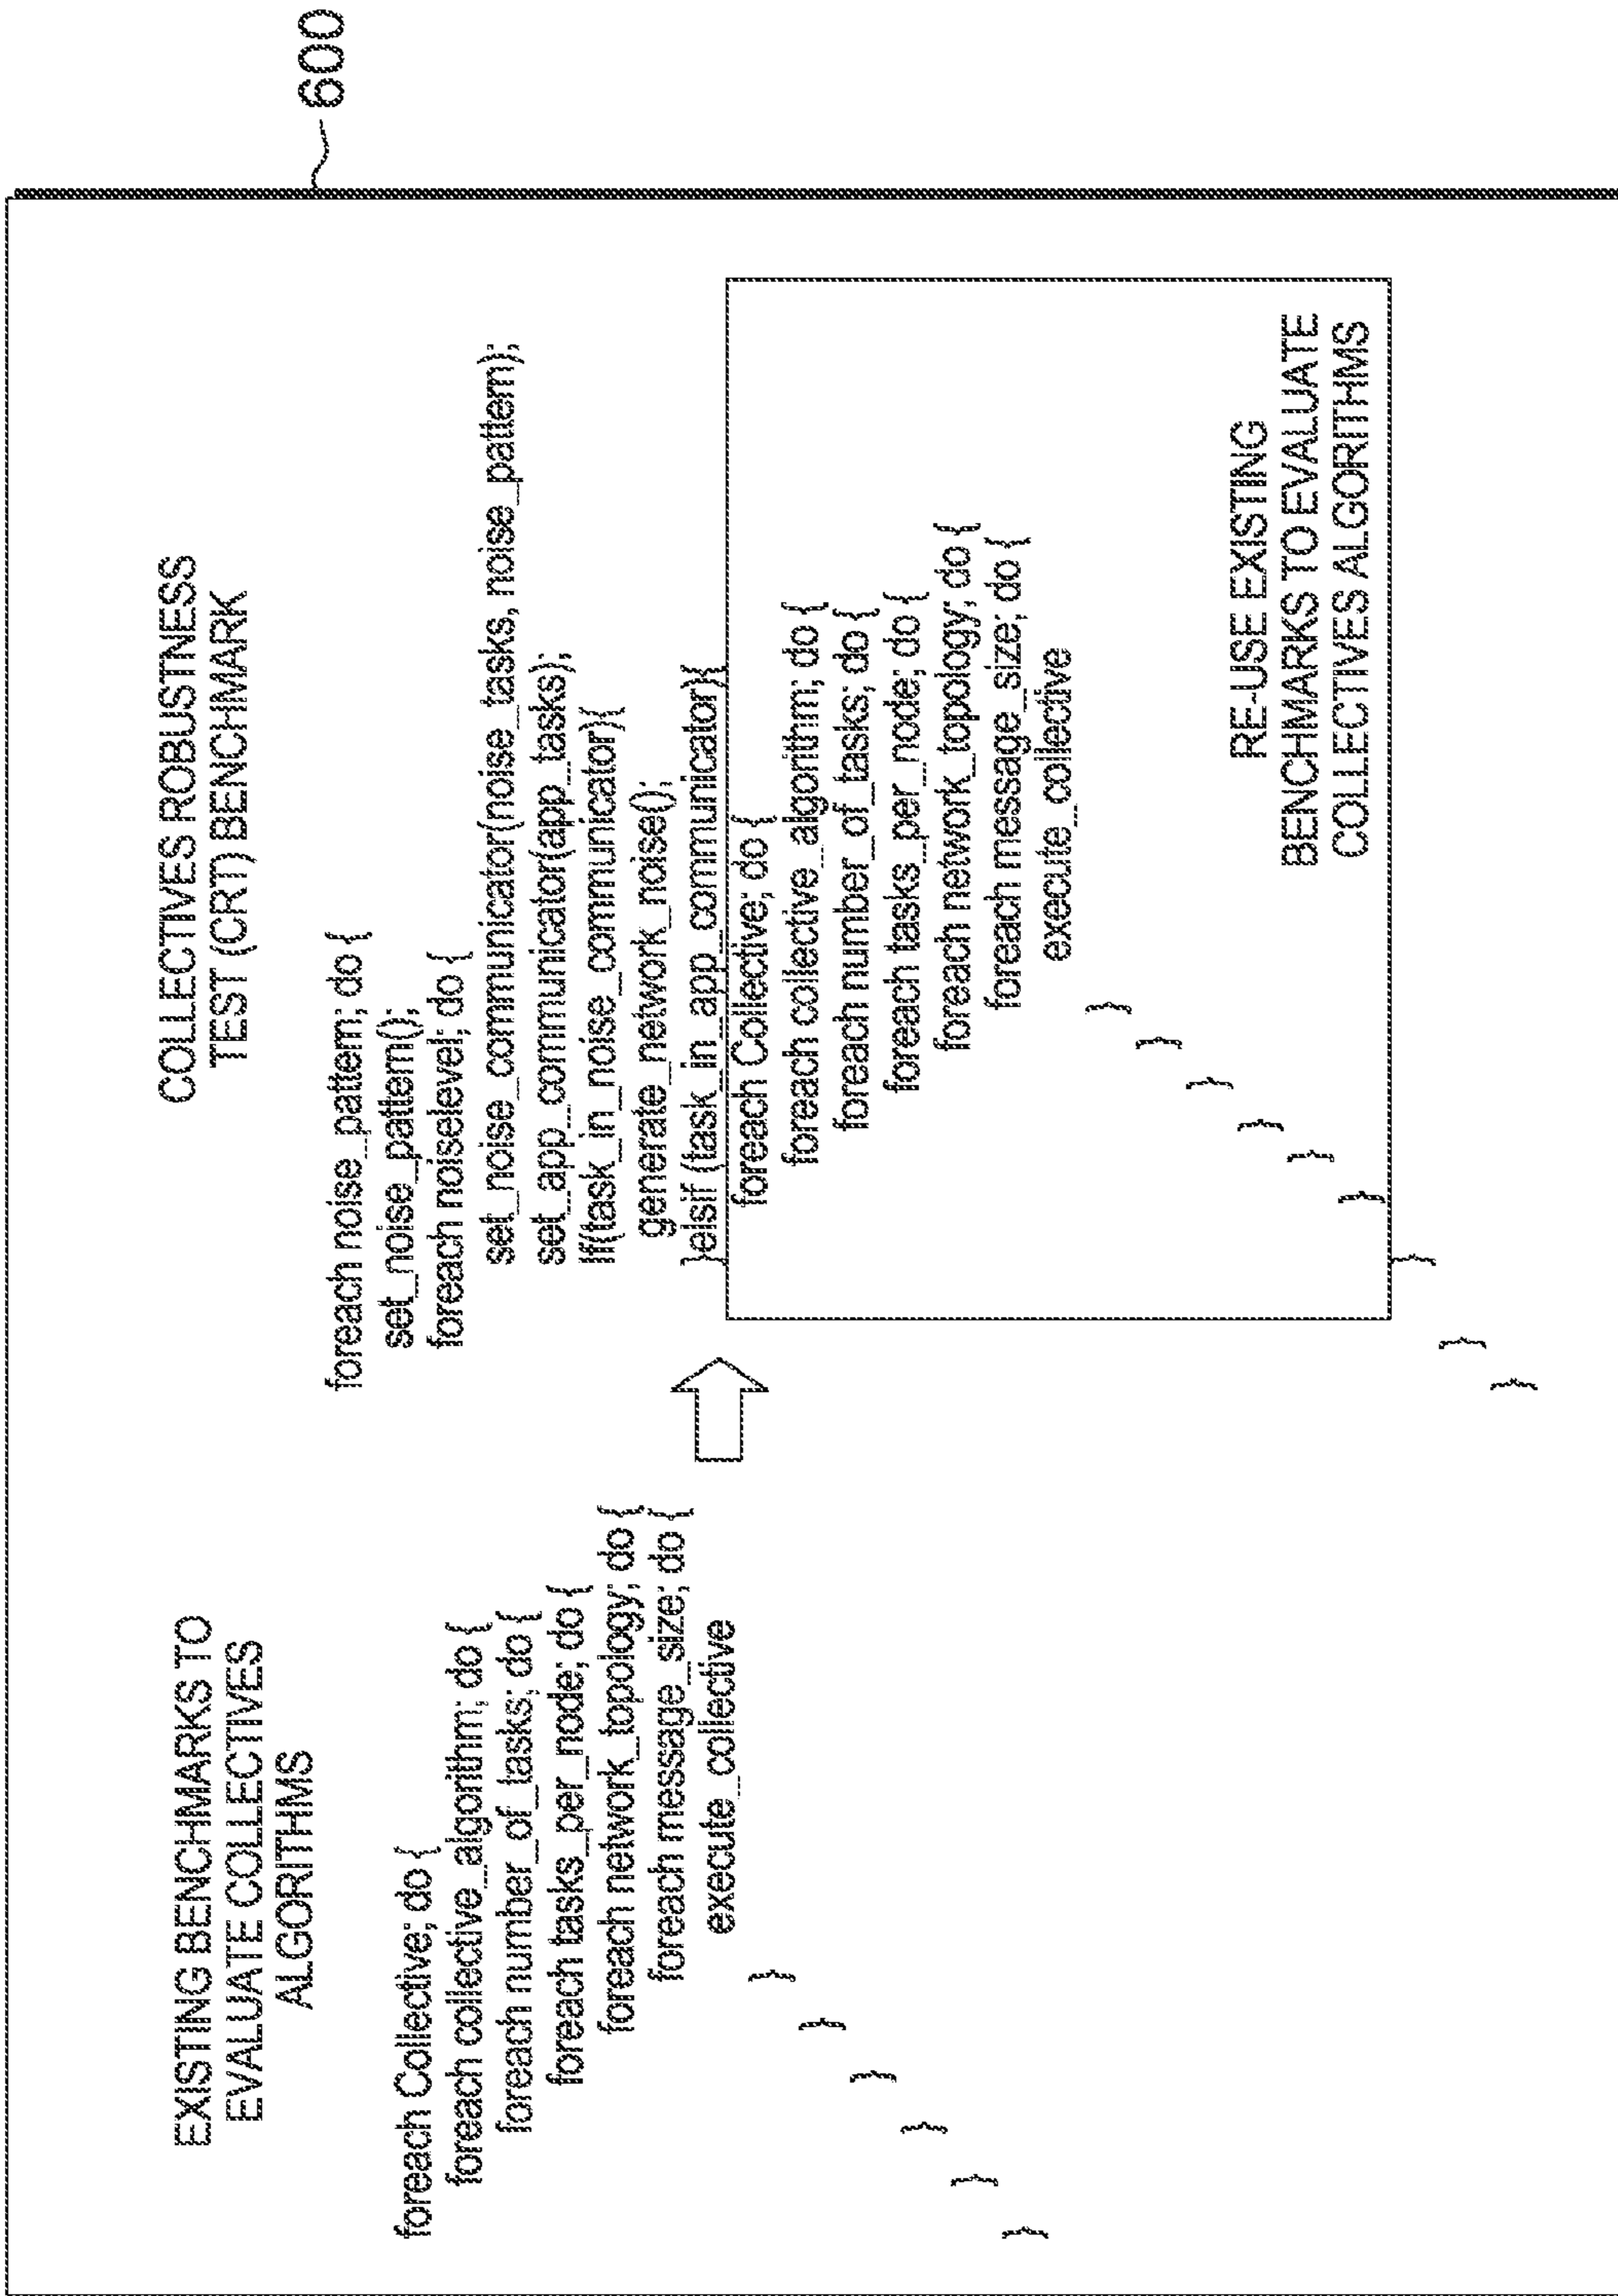 600
EXISTING BENCHMARKS TO
EVALUATE COLLECTIVES
ALGORITHMS
foreach Collective; do {
foreach collective_algorithm; do {
foreach number_of_tasks; do {
foreach tasks_per_node; do {
foreach network_topology; do {
foreach message_size; do {
execute_collective
}
}
}
}
}
}
COLLECTIVES ROBUSTNESS
TEST (CRT) BENCHMARK
foreach noise_pattern; do {
set_noise_pattern();
foreach noiselevel; do {
set_noise_communicator(noise_tasks, noise_pattern);
set_app_communicator(app_tasks);
if(task_in_noise_communicator){
generate_network_noise();
}elsif (task_in_app_communicator){
foreach Collective; do {
foreach collective_algorithm; do {
foreach number_of_tasks; do {
foreach tasks_per_node; do {
foreach network_topology; do {
foreach message_size; do {
execute_collective
}
}
}
}
}
}
RE-USE EXISTING
BENCHMARKS TO EVALUATE
COLLECTIVES ALGORITHMS
}
}
}